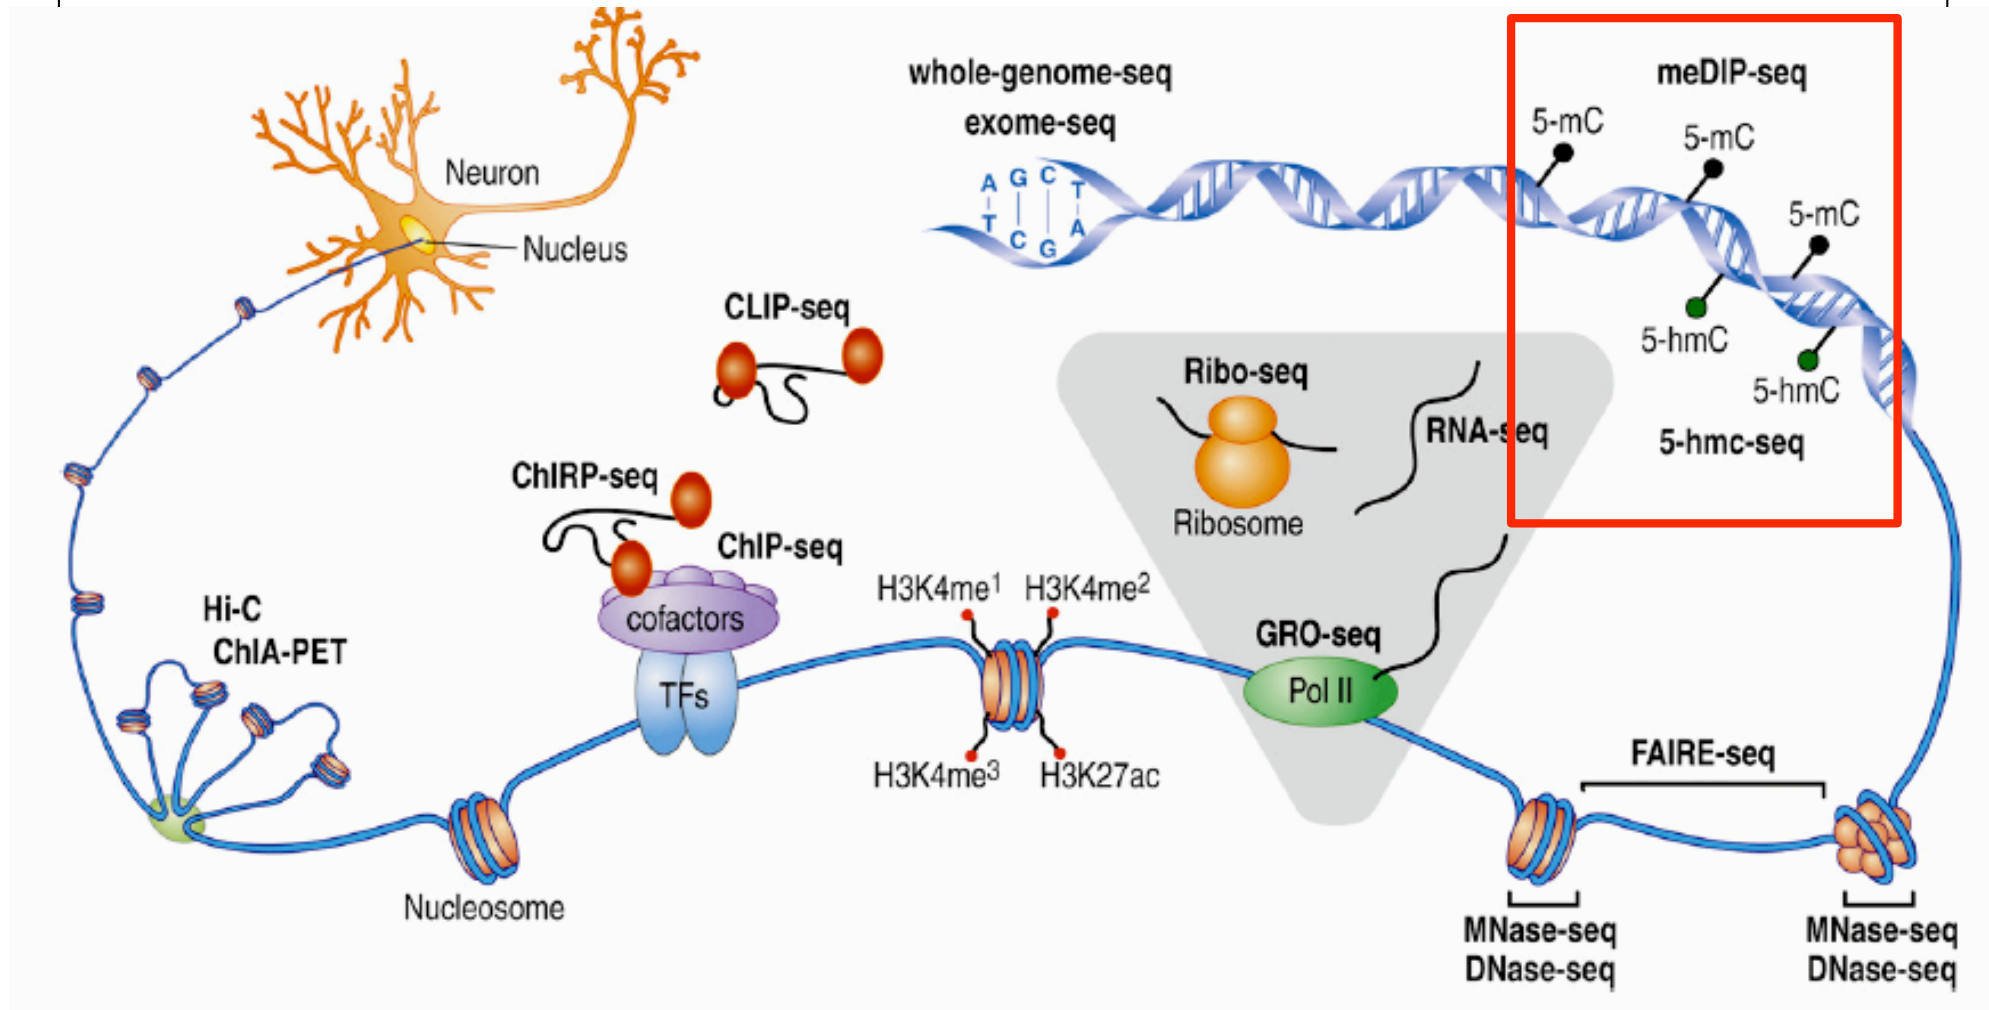 whole-genome-seq
exome-seq
meDIP-seq
5-mC
5-mC
5-mC
5-hmC
5-hmC
5-hmc-seq
A G C T
T C G A
Neuron
Nucleus
CLIP-seq
Ribo-seq
RNA-seq
Ribosome
ChIRP-seq
ChIP-seq
cofactors
TFs
H3K4me1
H3K4me2
H3K4me3
H3K27ac
GRO-seq
Pol II
Hi-C
ChIA-PET
Nucleosome
FAIRE-seq
MNase-seq
DNase-seq
MNase-seq
DNase-seq